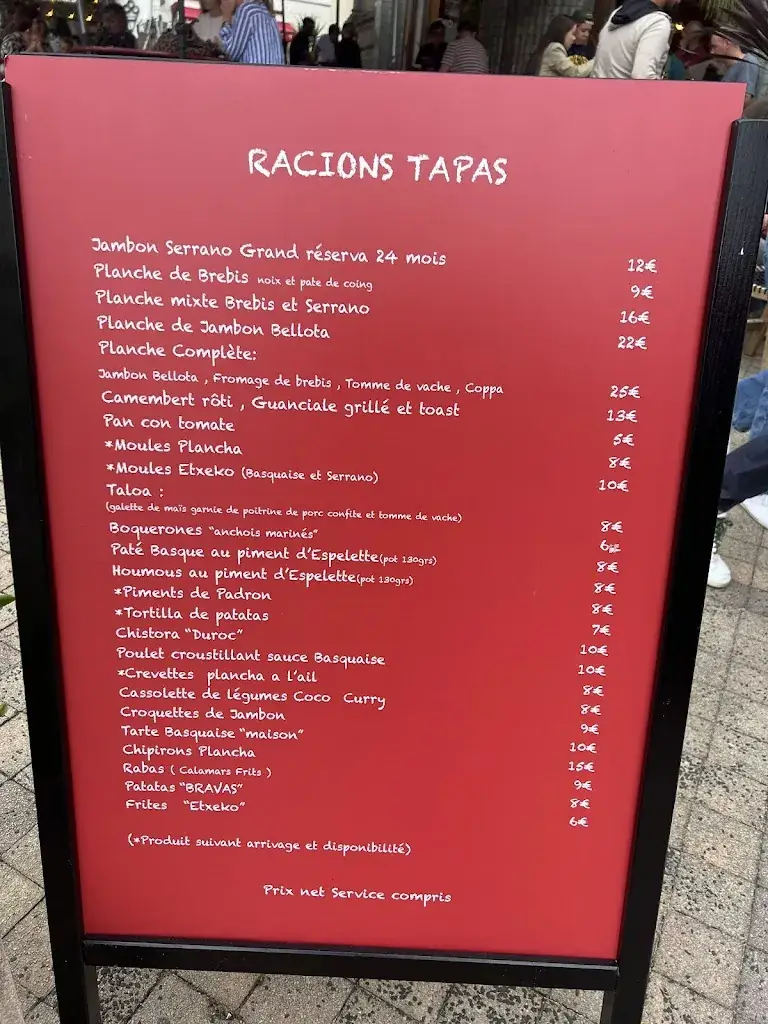 RACIONS TAPAS
Jambon Serrano Grand réserva 24 mois 12€
Planche de Brebis noix et pate de coing 9€
Planche mixte Brebis et Serrano 16€
Planche de Jambon Bellota 22€
Planche Complète:
Jambon Bellota , Fromage de brebis , Tomme de vache , Coppa 25€
Camembert rôti , Guanciale grillé et toast 13€
Pan con tomate 5€
*Moules Plancha 8€
*Moules Etxeko (Basquaise et Serrano) 10€
Taloa :
(galette de maïs garnie de poitrine de porc confite et tomme de vache) 8€
Boquerones "anchois marinés" 6€
Paté Basque au piment d'Espelette(pot 130grs) 8€
Houmous au piment d'Espelette(pot 130grs) 8€
*Piments de Padron 8€
*Tortilla de patatas 7€
Chistora "Duroc" 10€
Poulet croustillant sauce Basquaise 10€
*Crevettes plancha a l'ail 8€
Cassolette de légumes Coco Curry 8€
Croquettes de Jambon 9€
Tarte Basquaise "maison" 10€
Chipirons Plancha 15€
Rabas ( Calamars Frits ) 9€
Patatas "BRAVAS" 8€
Frites "Etxeko" 6€
(*Produit suivant arrivage et disponibilité)
Prix net Service compris